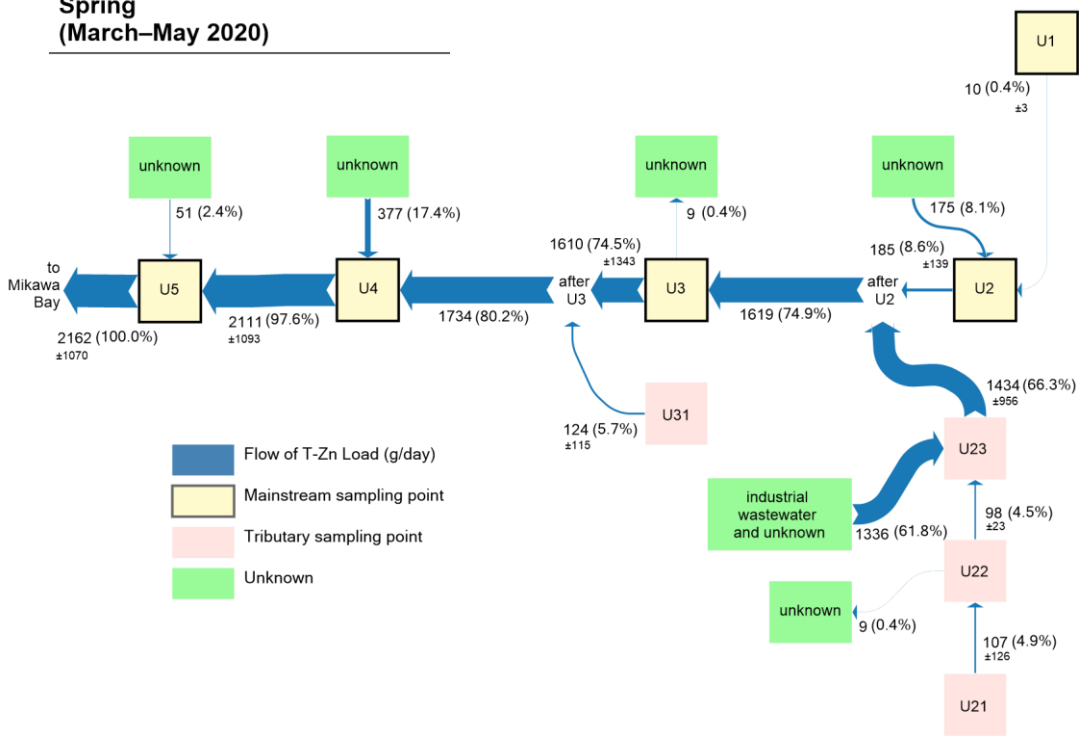 Spring
(March–May 2020)
U1
10 (0.4%)
±3
unknown
unknown
unknown
unknown
51 (2.4%)
377 (17.4%)
9 (0.4%)
175 (8.1%)
1610 (74.5%)
±1343
185 (8.6%)
±139
to
Mikawa
Bay
U5
U4
after
U3
U3
after
U2
U2
2162 (100.0%)
±1070
2111 (97.6%)
±1093
1734 (80.2%)
1619 (74.9%)
1434 (66.3%)
±956
U31
124 (5.7%)
±115
U23
Flow of T-Zn Load (g/day)
Mainstream sampling point
Tributary sampling point
Unknown
industrial
wastewater
and unknown
1336 (61.8%)
98 (4.5%)
±23
U22
unknown
9 (0.4%)
107 (4.9%)
±126
U21